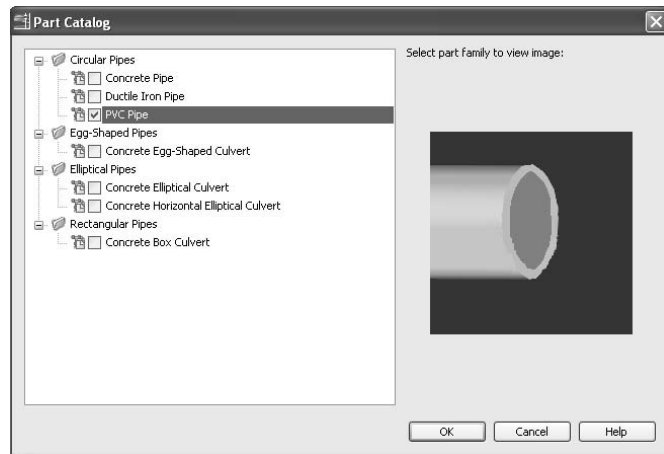 Part Catalog
Select part family to view image:
Circular Pipes
Concrete Pipe
Ductile Iron Pipe
PVC Pipe
Egg-Shaped Pipes
Concrete Egg-Shaped Culvert
Elliptical Pipes
Concrete Elliptical Culvert
Concrete Horizontal Elliptical Culvert
Rectangular Pipes
Concrete Box Culvert
OK Cancel Help